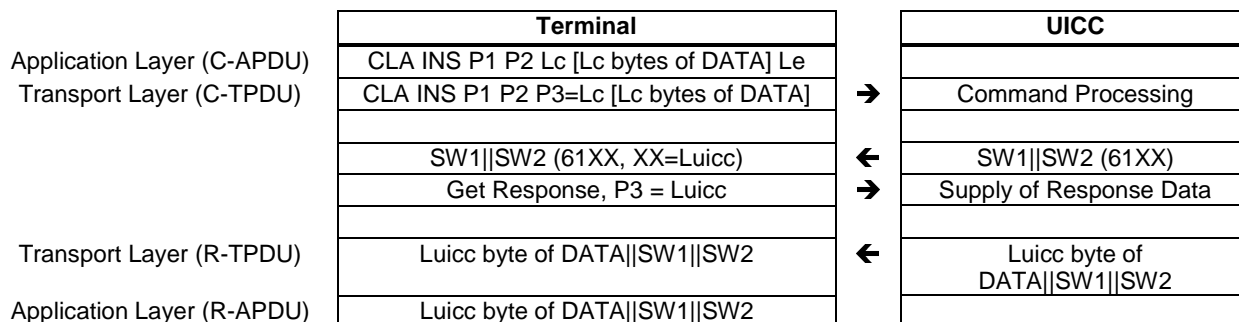 Terminal UICC
Application Layer (C-APDU) CLA INS P1 P2 Lc [Lc bytes of DATA] Le
Transport Layer (C-TPDU) CLA INS P1 P2 P3=Lc [Lc bytes of DATA] → Command Processing
SW1||SW2 (61XX, XX=Luicc) ← SW1||SW2 (61XX)
Get Response, P3 = Luicc → Supply of Response Data
Transport Layer (R-TPDU) Luicc byte of DATA||SW1||SW2 ← Luicc byte of
DATA||SW1||SW2
Application Layer (R-APDU) Luicc byte of DATA||SW1||SW2